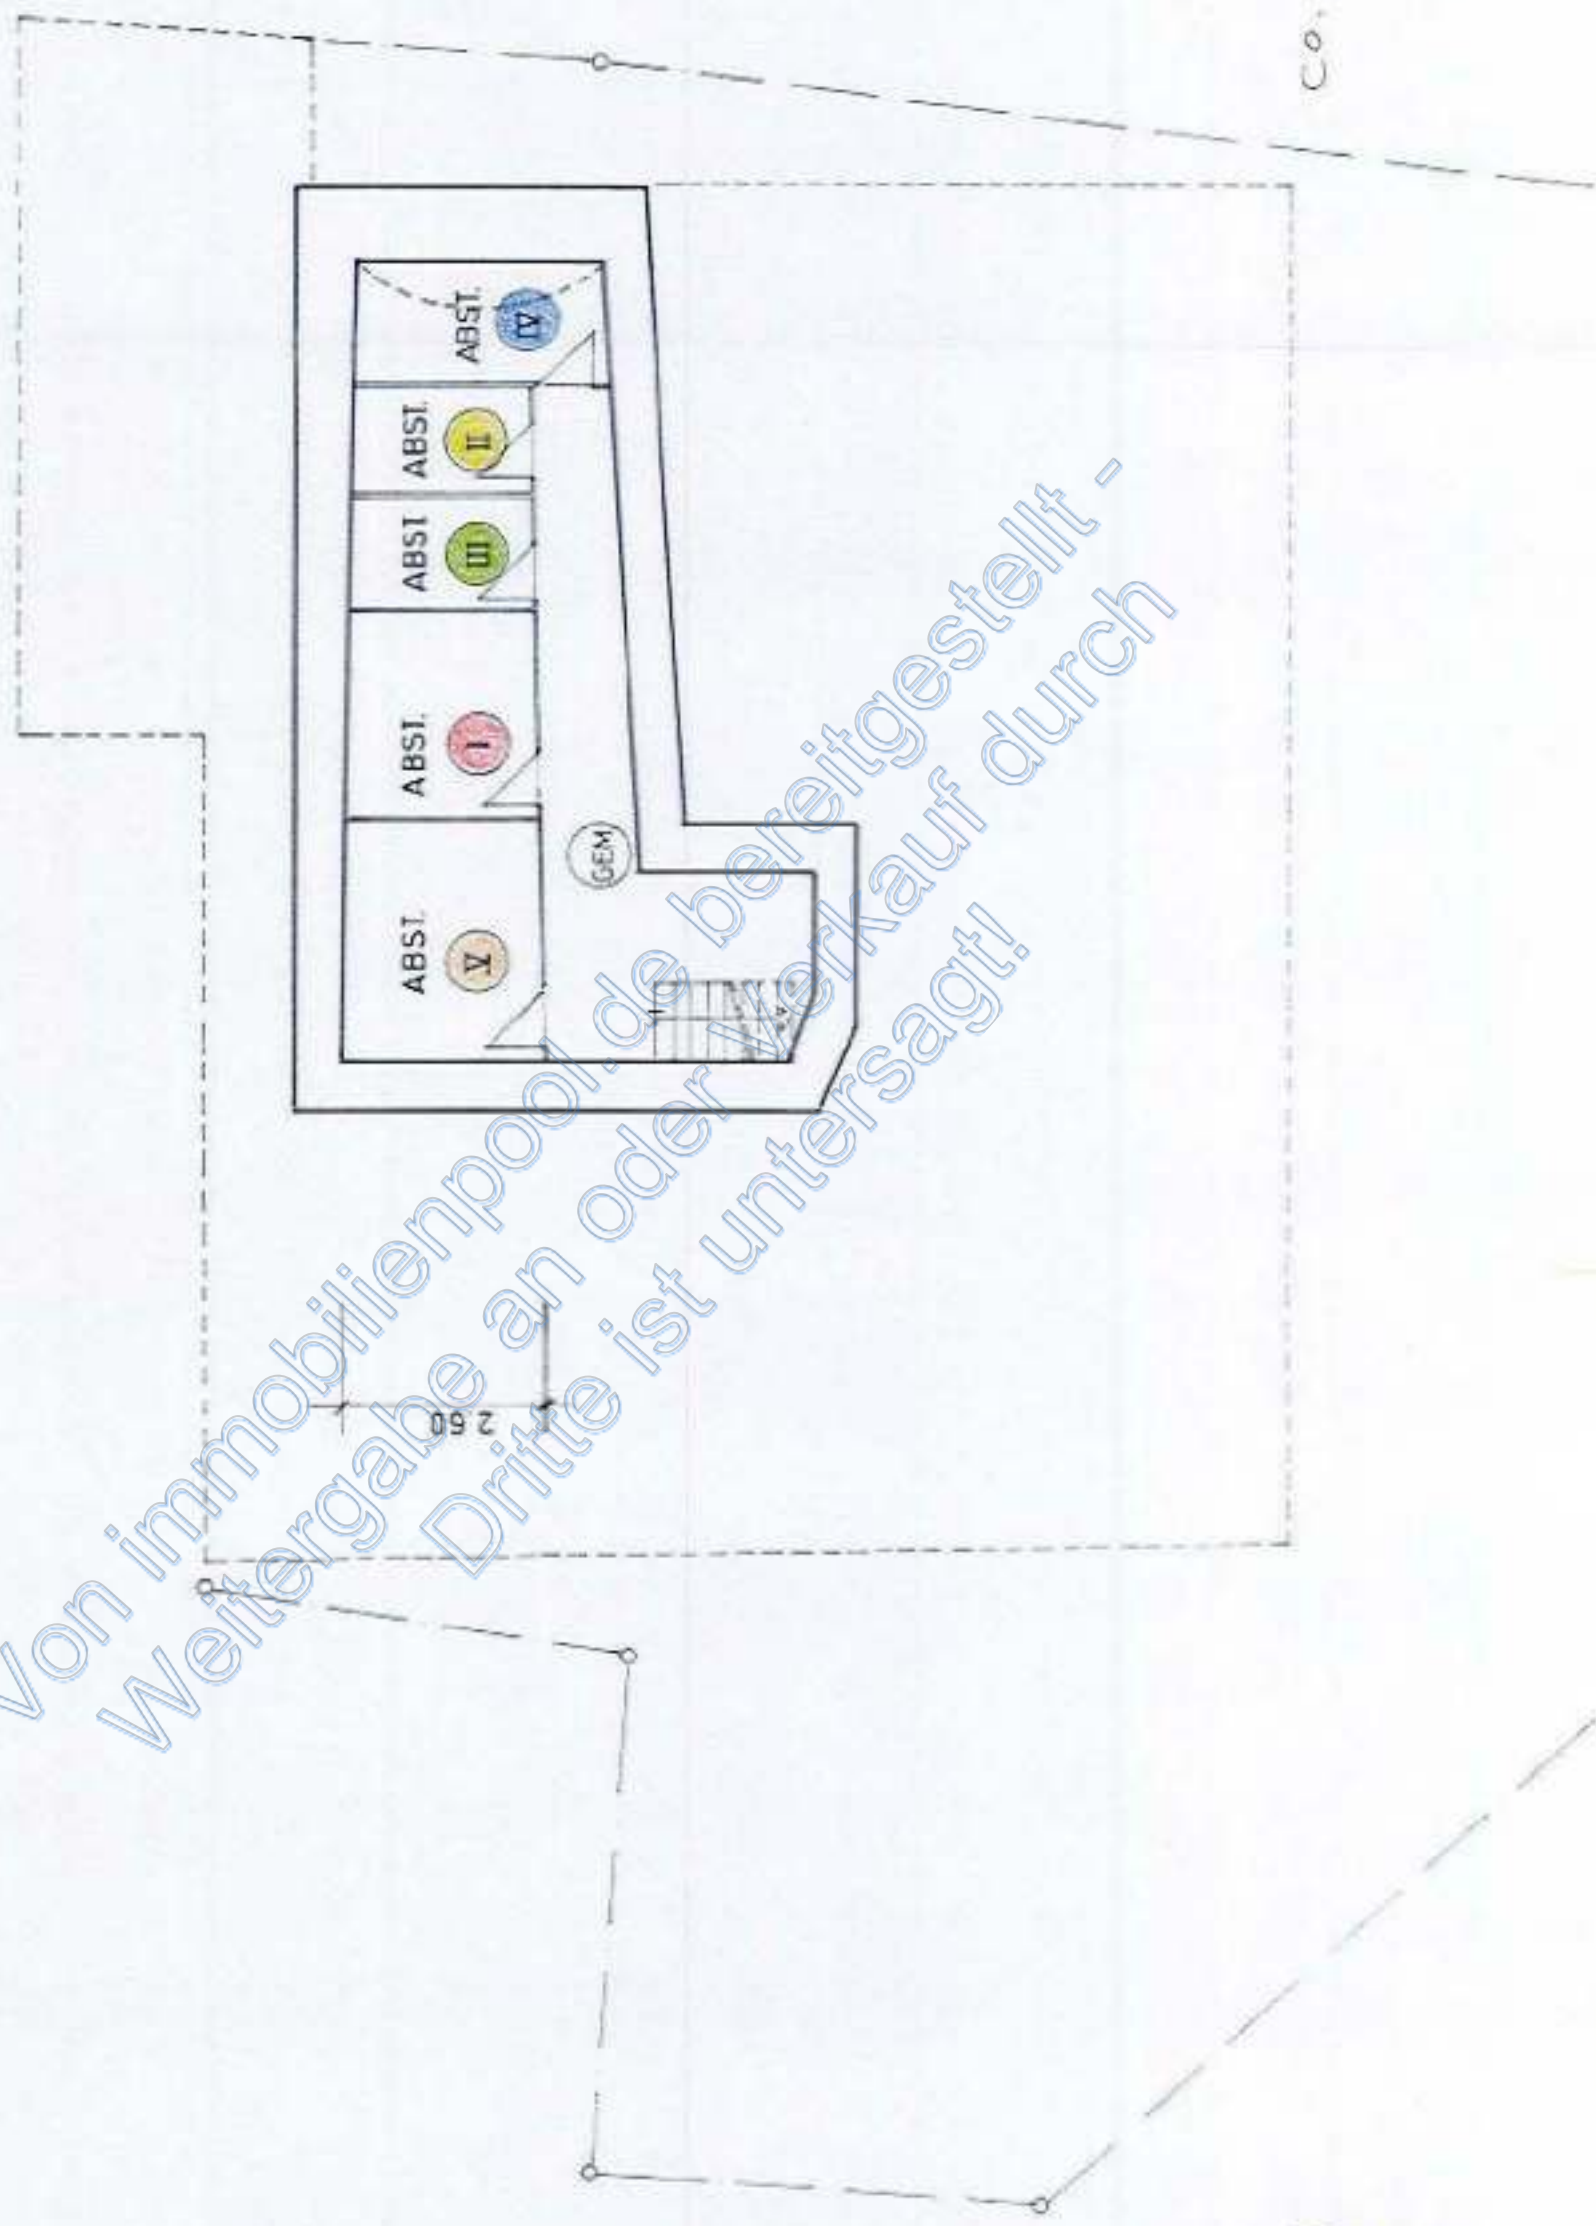 Co.
ABST.
IV
ABST.
II
ABST
III
ABST.
I
ABST.
V
GEM
2.60
Von immobilienpool.de bereitgestellt -
Weitergabe an oder Verkauf durch
Dritte ist untersagt!